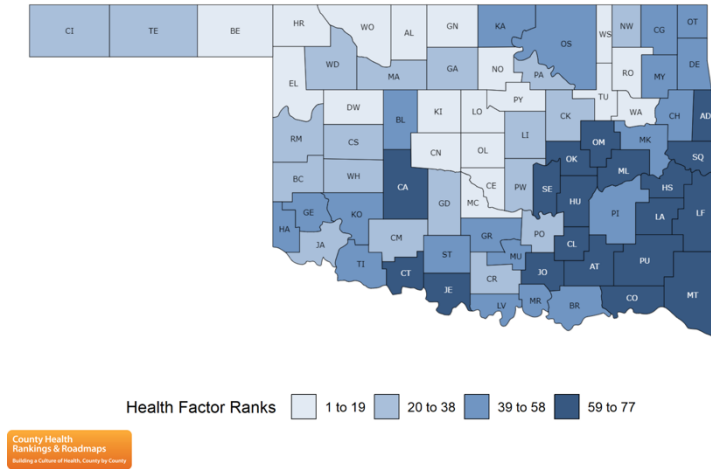 CI
TE
BE
HR
WO
AL
GN
KA
OS
WS
NW
CG
OT
EL
WD
MA
GA
NO
PA
RO
MY
DE
DW
BL
KI
LO
PY
TU
WA
CK
CH
AD
RM
CS
CN
OL
LI
OM
MK
BC
WH
CA
CE
PW
OK
ML
SQ
SE
HS
GE
KO
GD
MC
HU
PI
LA
LF
HA
JA
CM
GR
PO
CL
TI
CT
ST
MU
JO
AT
PU
JE
CR
LV
MR
BR
CO
MT
Health Factor Ranks
1 to 19
20 to 38
39 to 58
59 to 77
County Health
Rankings & Roadmaps
Building a Culture of Health, County by County